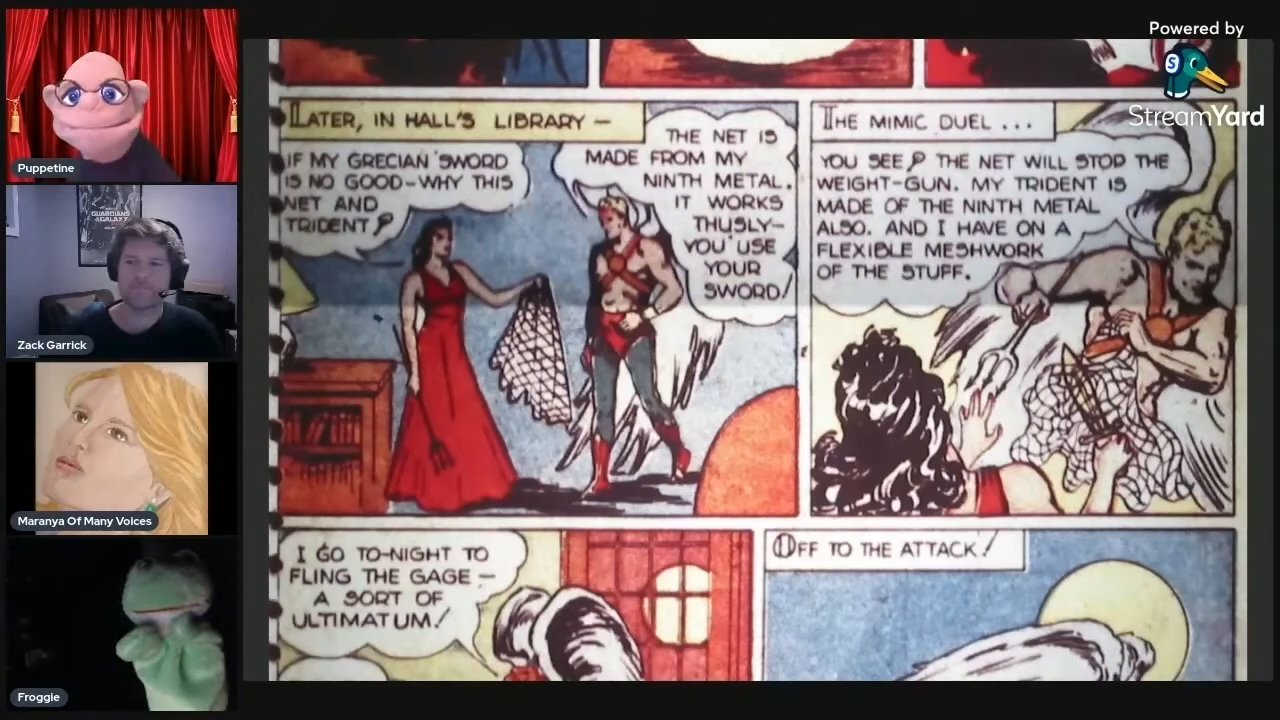 Powered by
StreamYard
Puppetine
GUARDIANS
GALAXY
Zack Garrick
Maranya Of Many Voices
Froggie
LATER, IN HALL'S LIBRARY —
IF MY GRECIAN SWORD
IS NO GOOD—WHY THIS
NET AND
TRIDENT?
THE NET IS
MADE FROM MY
NINTH METAL.
IT WORKS
THUSLY—
YOU USE
YOUR
SWORD!
THE MIMIC DUEL ...
YOU SEE? THE NET WILL STOP THE
WEIGHT-GUN. MY TRIDENT IS
MADE OF THE NINTH METAL
ALSO. AND I HAVE ON A
FLEXIBLE MESHWORK
OF THE STUFF.
I GO TO-NIGHT TO
FLING THE GAGE —
A SORT OF
ULTIMATUM!
OFF TO THE ATTACK!